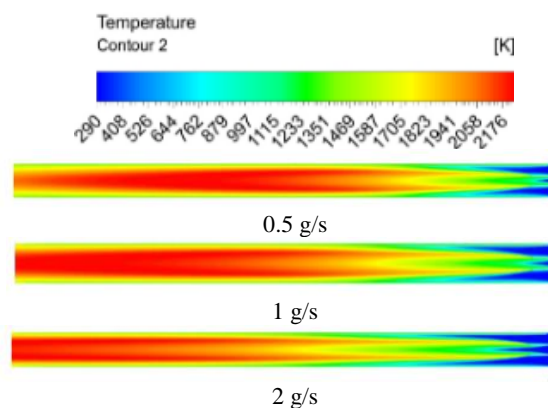 Temperature
Contour 2 [K]
290 408 526 644 762 879 997 1115 1233 1351 1469 1587 1705 1823 1941 2058 2176
0.5 g/s
1 g/s
2 g/s